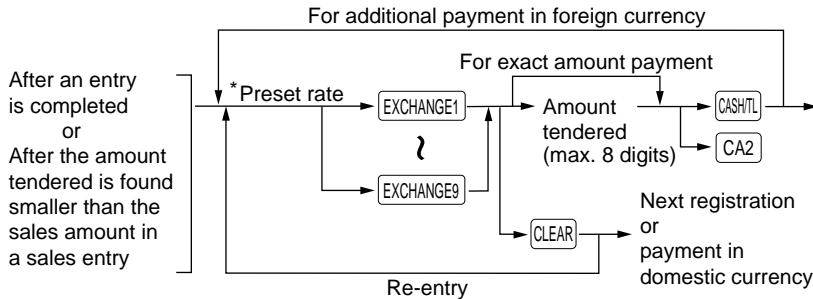 For additional payment in foreign currency
For exact amount payment
After an entry
is completed
or
After the amount
tendered is found
smaller than the
sales amount in
a sales entry
*Preset rate
EXCHANGE1
~
EXCHANGE9
Amount
tendered
(max. 8 digits)
CASH/TL
CA2
CLEAR
Next registration
or
payment in
domestic currency
Re-entry